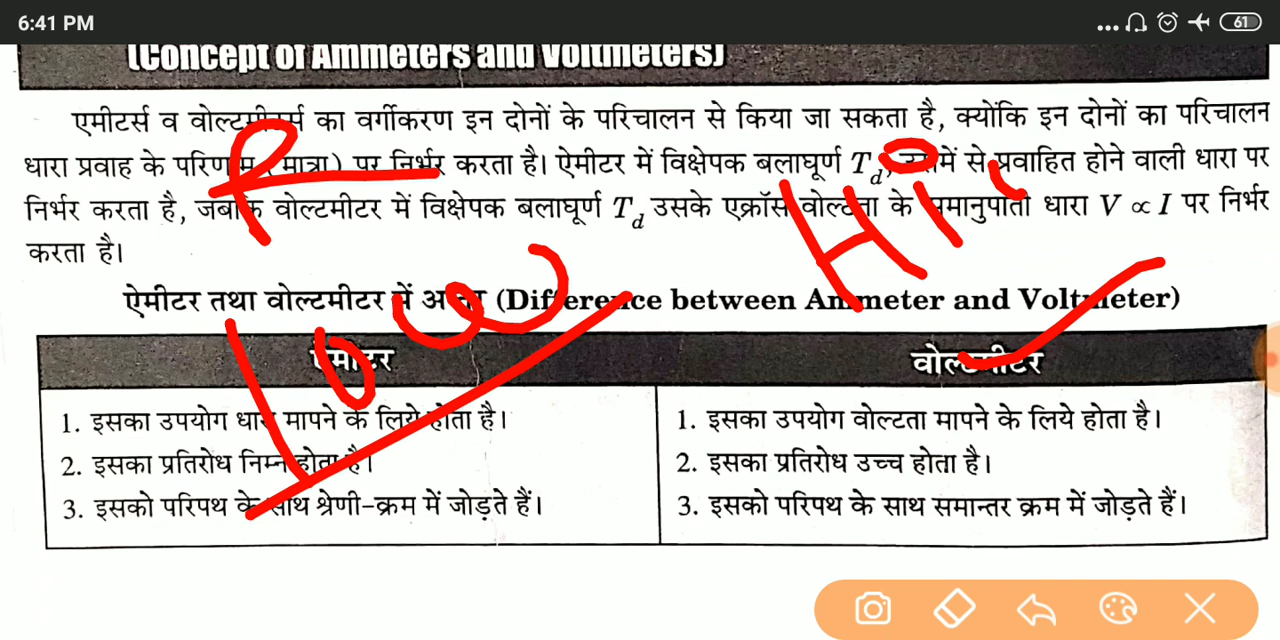 6:41 PM
61
(Concept of Ammeters and Voltmeters)
एमीटर्स व वोल्टमीटर्स का वर्गीकरण इन दोनों के परिचालन से किया जा सकता है, क्योंकि इन दोनों का परिचालन
धारा प्रवाह के परिणाम (मात्रा) पर निर्भर करता है। ऐमीटर में विक्षेपक बलाघूर्ण T_d, उसमें से प्रवाहित होने वाली धारा पर
निर्भर करता है, जबकि वोल्टमीटर में विक्षेपक बलाघूर्ण T_d उसके एक्रॉस वोल्टता के समानुपाती धारा V ∝ I पर निर्भर
करता है।
R
Hi
ऐमीटर तथा वोल्टमीटर में अन्तर (Difference between Ammeter and Voltmeter)
low
ऐमीटर वोल्टमीटर
1. इसका उपयोग धारा मापने के लिये होता है। 1. इसका उपयोग वोल्टता मापने के लिये होता है।
2. इसका प्रतिरोध निम्न होता है। 2. इसका प्रतिरोध उच्च होता है।
3. इसको परिपथ के साथ श्रेणी-क्रम में जोड़ते हैं। 3. इसको परिपथ के साथ समान्तर क्रम में जोड़ते हैं।